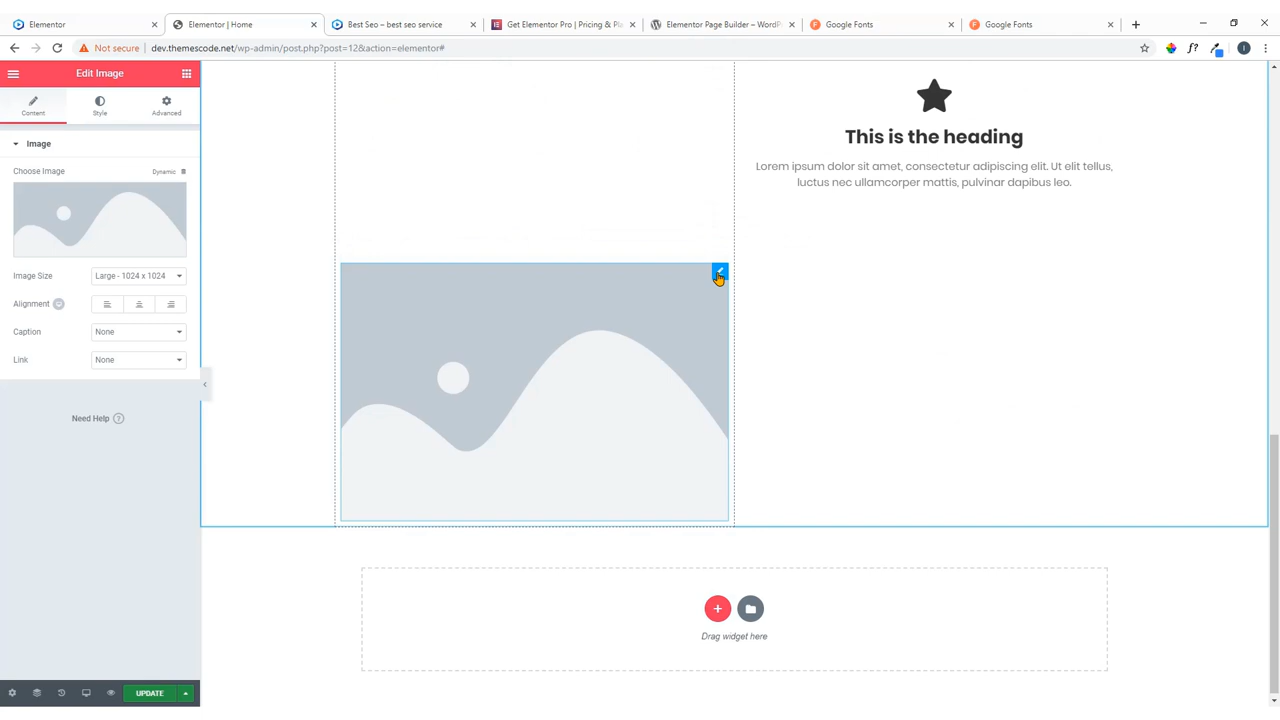 Elementor
Elementor | Home
Best Seo – best seo service
Get Elementor Pro | Pricing & Pl
Elementor Page Builder – WordPr
Google Fonts
Google Fonts
Not secure
dev.themescode.net/wp-admin/post.php?post=12&action=elementor#
f?
I
Edit Image
Content
Style
Advanced
Image
Choose Image
Dynamic
Image Size
Large - 1024 x 1024
Alignment
Caption
None
Link
None
Need Help ?
UPDATE
This is the heading
Lorem ipsum dolor sit amet, consectetur adipiscing elit. Ut elit tellus,
luctus nec ullamcorper mattis, pulvinar dapibus leo.
Drag widget here